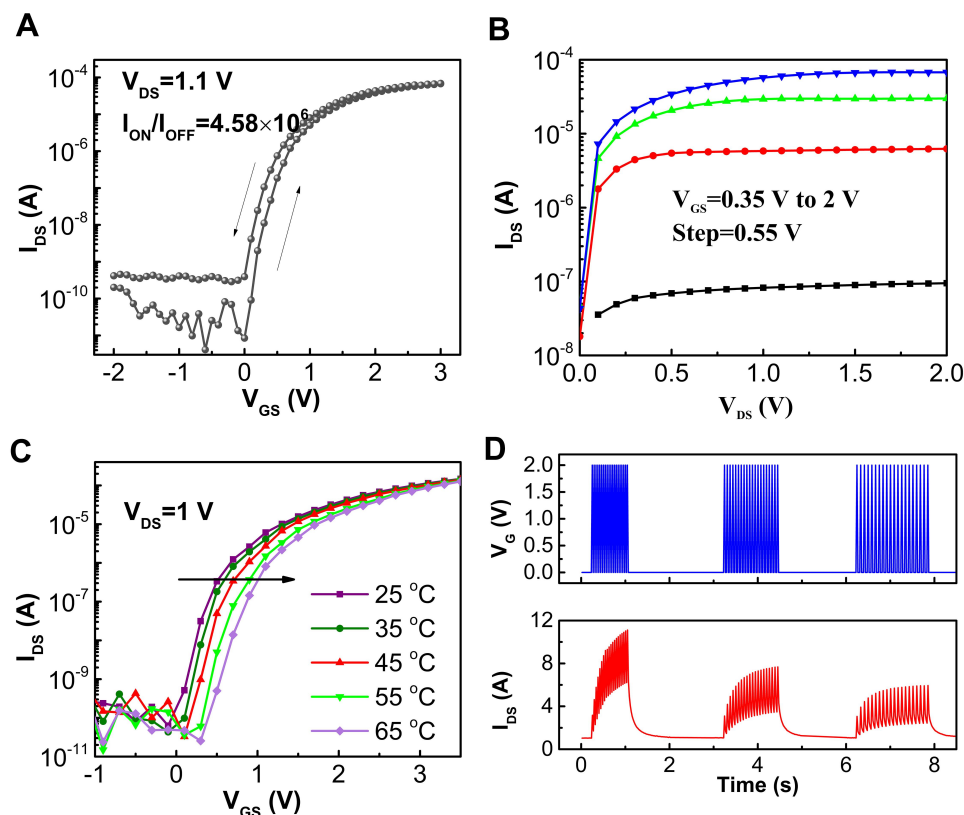 A
V_DS=1.1 V
I_ON/I_OFF=4.58×10^6
10^-4
10^-6
10^-8
10^-10
I_DS (A)
-2 -1 0 1 2 3
V_GS (V)
B
10^-4
10^-5
10^-6
10^-7
10^-8
I_DS (A)
V_GS=0.35 V to 2 V
Step=0.55 V
0.0 0.5 1.0 1.5 2.0
V_DS (V)
C
V_DS=1 V
10^-5
10^-7
10^-9
10^-11
I_DS (A)
25 °C
35 °C
45 °C
55 °C
65 °C
-1 0 1 2 3
V_GS (V)
D
2.0
1.5
1.0
0.5
0.0
V_G (V)
12
8
4
0
I_DS (A)
0 2 4 6 8
Time (s)